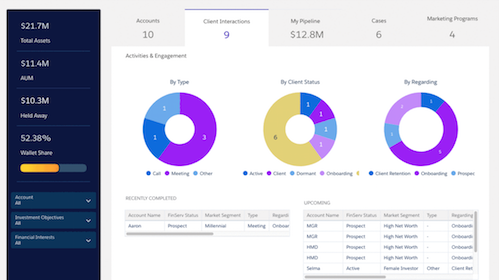 $21.7M
Total Assets
$11.4M
AUM
$10.3M
Held Away
52.38%
Wallet Share
Account
All
Investment Objectives
All
Financial Interests
All
Accounts
10
Client Interactions
9
My Pipeline
$12.8M
Cases
6
Marketing Programs
4
Activities & Engagement
By Type
1
1
3
Call Meeting Other
By Client Status
1
1
1
1
6
Active Client Dormant Onboarding
By Regarding
1
1
2
Client Retention Onboarding Prospec
RECENTLY COMPLETED
Account Name FinServ Status Market Segment Type Regardi
Aaron Prospect Millennial Meeting Onboardi
UPCOMING
Account Name FinServ Status Market Segment Type Regarding
MGR Prospect High Net Worth - Onboardi
MGR Prospect High Net Worth - Onboardi
HMD Prospect High Net Worth - Onboardi
HMD Prospect High Net Worth - Onboardi
Selma Active Female Investor Other Client Ret